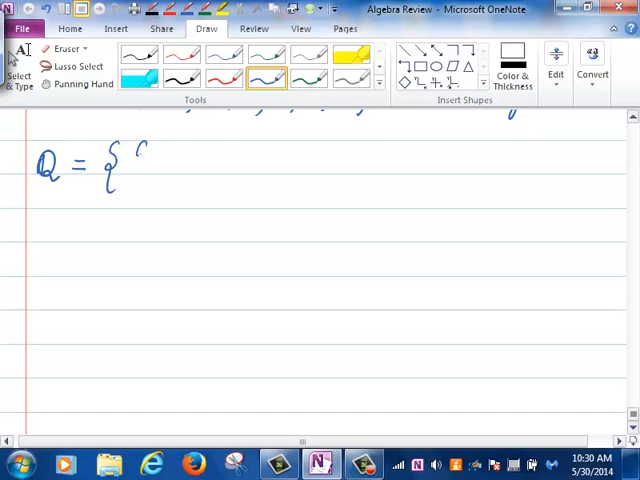 Algebra Review - Microsoft OneNote
File
Home
Insert
Share
Draw
Review
View
Pages
Select & Type
Eraser
Lasso Select
Panning Hand
Tools
Insert Shapes
Color & Thickness
Edit
Convert
Q = {
10:30 AM
5/30/2014